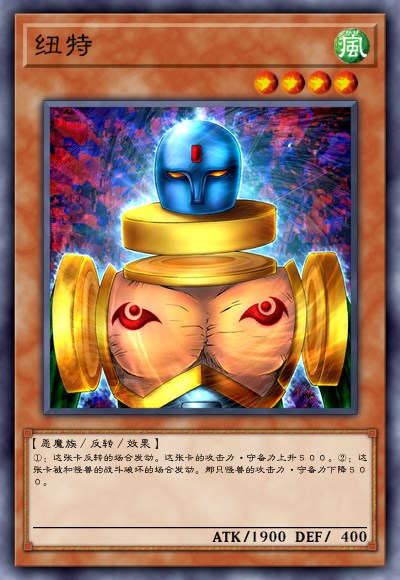 纽特
風
【恶魔族／反转／效果】
①：这张卡反转的场合发动。这张卡的攻击力·守备力上升５００。②：这
张卡被和怪兽的战斗破坏的场合发动。那只怪兽的攻击力·守备力下降５０
０。
ATK/1900 DEF/ 400